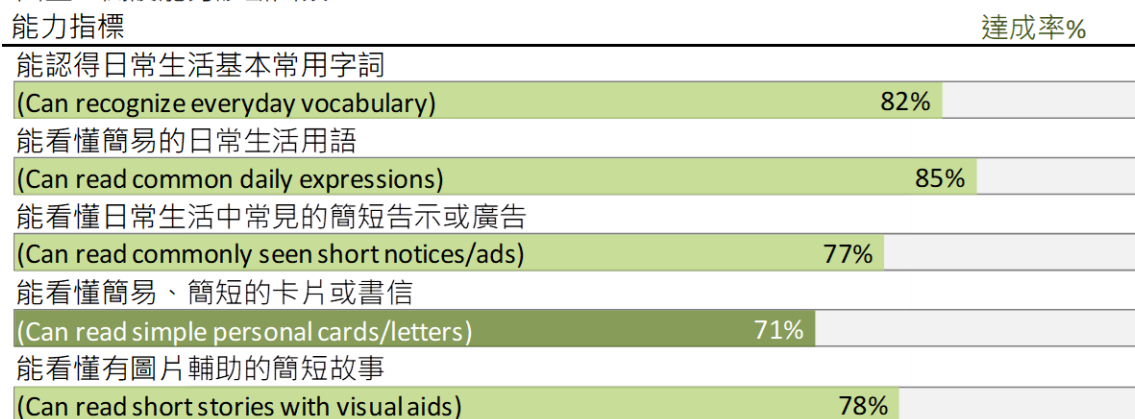 能力指標 達成率%
能認得日常生活基本常用字詞
(Can recognize everyday vocabulary) 82%
能看懂簡易的日常生活用語
(Can read common daily expressions) 85%
能看懂日常生活中常見的簡短告示或廣告
(Can read commonly seen short notices/ads) 77%
能看懂簡易、簡短的卡片或書信
(Can read simple personal cards/letters) 71%
能看懂有圖片輔助的簡短故事
(Can read short stories with visual aids) 78%